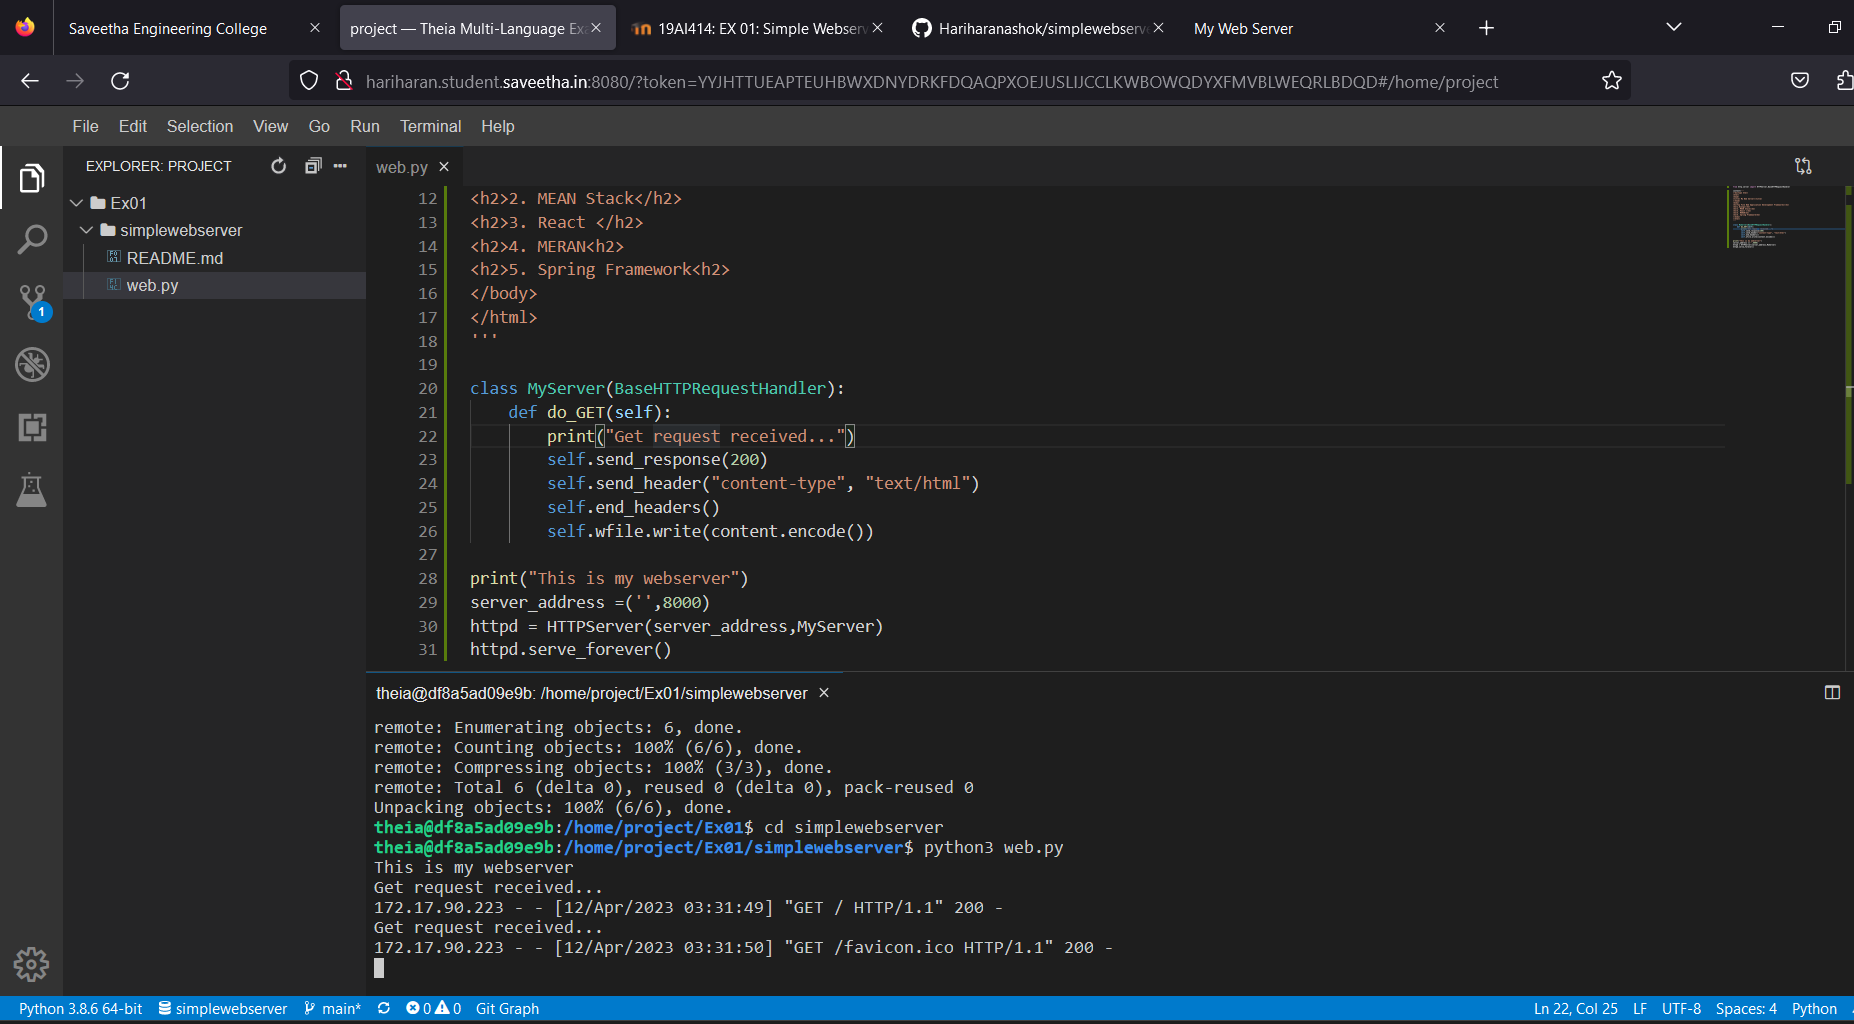 Saveetha Engineering College
project — Theia Multi-Language Ex
19AI414: EX 01: Simple Webserv
Hariharanashok/simplewebserv
My Web Server
hariharan.student.saveetha.in:8080/?token=YYJHTTUEAPTEUHBWXDNYDRKFDQAQPXOEJUSLIJCCLKWBOWQDYXFMVBLWEQRLBDQD#/home/project
File Edit Selection View Go Run Terminal Help
EXPLORER: PROJECT
Ex01
simplewebserver
README.md
web.py
1
web.py
12 <h2>2. MEAN Stack</h2>
13 <h2>3. React </h2>
14 <h2>4. MERAN<h2>
15 <h2>5. Spring Framework<h2>
16 </body>
17 </html>
18 '''
19
20 class MyServer(BaseHTTPRequestHandler):
21 def do_GET(self):
22 print("Get request received...")
23 self.send_response(200)
24 self.send_header("content-type", "text/html")
25 self.end_headers()
26 self.wfile.write(content.encode())
27
28 print("This is my webserver")
29 server_address =('',8000)
30 httpd = HTTPServer(server_address,MyServer)
31 httpd.serve_forever()
theia@df8a5ad09e9b: /home/project/Ex01/simplewebserver
remote: Enumerating objects: 6, done.
remote: Counting objects: 100% (6/6), done.
remote: Compressing objects: 100% (3/3), done.
remote: Total 6 (delta 0), reused 0 (delta 0), pack-reused 0
Unpacking objects: 100% (6/6), done.
theia@df8a5ad09e9b:/home/project/Ex01$ cd simplewebserver
theia@df8a5ad09e9b:/home/project/Ex01/simplewebserver$ python3 web.py
This is my webserver
Get request received...
172.17.90.223 - - [12/Apr/2023 03:31:49] "GET / HTTP/1.1" 200 -
Get request received...
172.17.90.223 - - [12/Apr/2023 03:31:50] "GET /favicon.ico HTTP/1.1" 200 -
Python 3.8.6 64-bit simplewebserver main* 0 0 Git Graph Ln 22, Col 25 LF UTF-8 Spaces: 4 Python